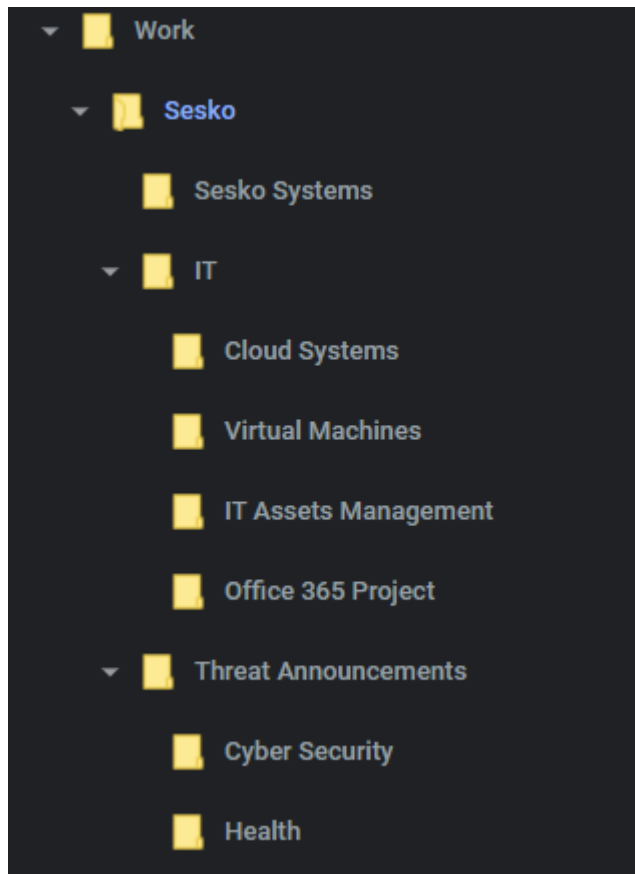 Work
Sesko
Sesko Systems
IT
Cloud Systems
Virtual Machines
IT Assets Management
Office 365 Project
Threat Announcements
Cyber Security
Health